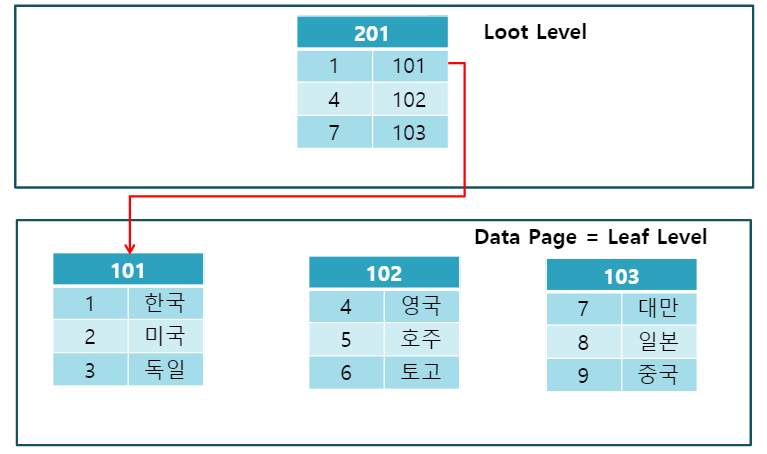 201
Loot Level
1 101
4 102
7 103
Data Page = Leaf Level
101
1 한국
2 미국
3 독일
102
4 영국
5 호주
6 토고
103
7 대만
8 일본
9 중국